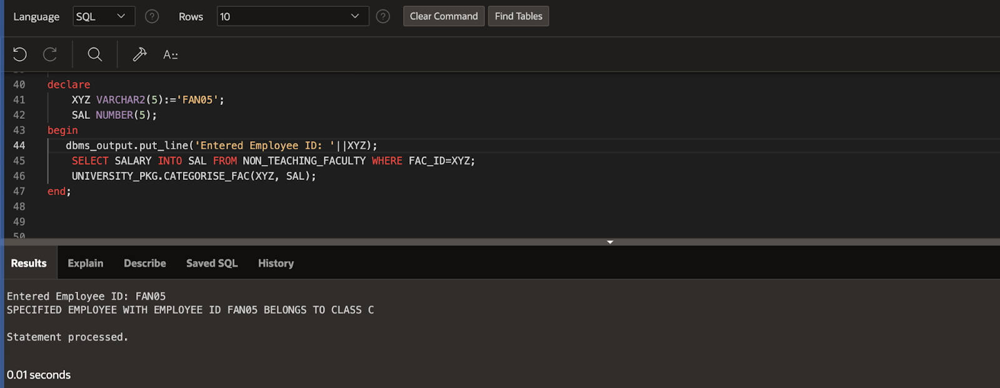 Language SQL ? Rows 10 ? Clear Command Find Tables
A::
40 declare
41 XYZ VARCHAR2(5):='FAN05';
42 SAL NUMBER(5);
43 begin
44 dbms_output.put_line('Entered Employee ID: '||XYZ);
45 SELECT SALARY INTO SAL FROM NON_TEACHING_FACULTY WHERE FAC_ID=XYZ;
46 UNIVERSITY_PKG.CATEGORISE_FAC(XYZ, SAL);
47 end;
48
49
50
Results Explain Describe Saved SQL History
Entered Employee ID: FAN05
SPECIFIED EMPLOYEE WITH EMPLOYEE ID FAN05 BELONGS TO CLASS C
Statement processed.
0.01 seconds